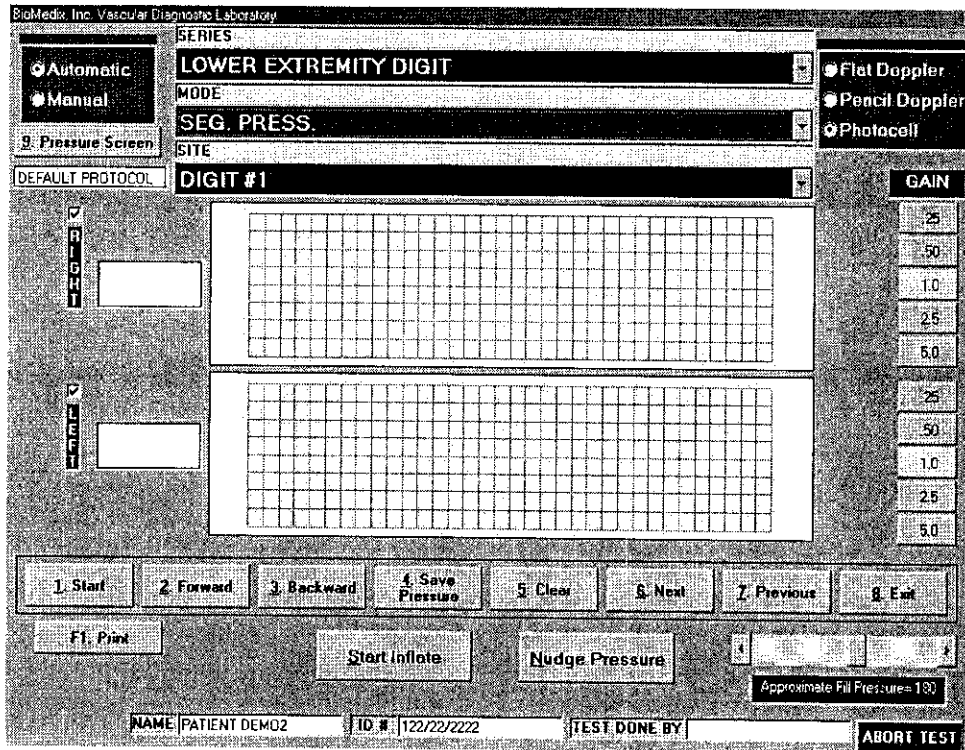 BioMedix, Inc. Vascular Diagnostic Laboratory
SERIES
Automatic
Manual
9. Pressure Screen
DEFAULT PROTOCOL
LOWER EXTREMITY DIGIT
MODE
SEG. PRESS.
SITE
DIGIT #1
Flat Doppler
Pencil Doppler
Photocell
GAIN
RIGHT
.25
.50
1.0
2.5
5.0
LEFT
.25
.50
1.0
2.5
5.0
1. Start
2. Forward
3. Backward
4. Save Pressure
5. Clear
6. Next
7. Previous
8. Exit
F1. Print
Start Inflate
Nudge Pressure
Approximate Fill Pressure= 180
NAME PATIENT DEMO2
ID # 122/22/2222
TEST DONE BY
ABORT TEST